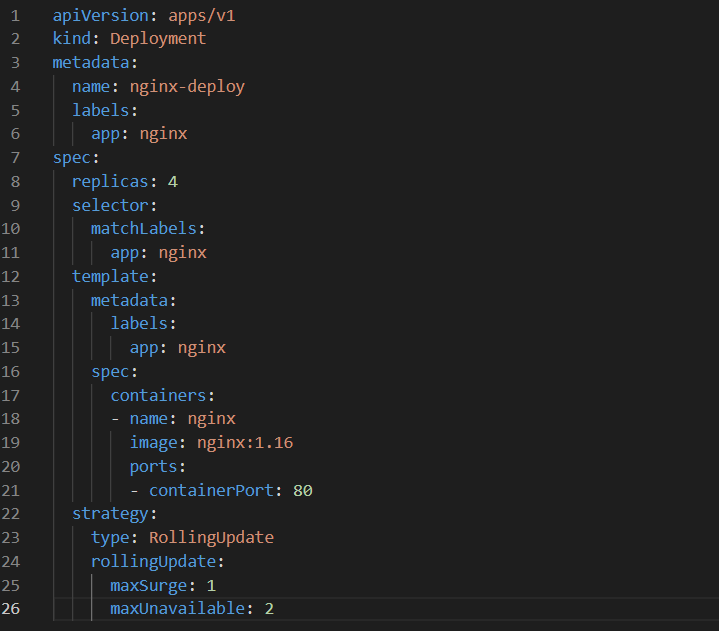 1 apiVersion: apps/v1
2 kind: Deployment
3 metadata:
4   name: nginx-deploy
5   labels:
6     app: nginx
7 spec:
8   replicas: 4
9   selector:
10     matchLabels:
11       app: nginx
12   template:
13     metadata:
14       labels:
15         app: nginx
16     spec:
17       containers:
18       - name: nginx
19         image: nginx:1.16
20         ports:
21         - containerPort: 80
22   strategy:
23     type: RollingUpdate
24     rollingUpdate:
25       maxSurge: 1
26       maxUnavailable: 2